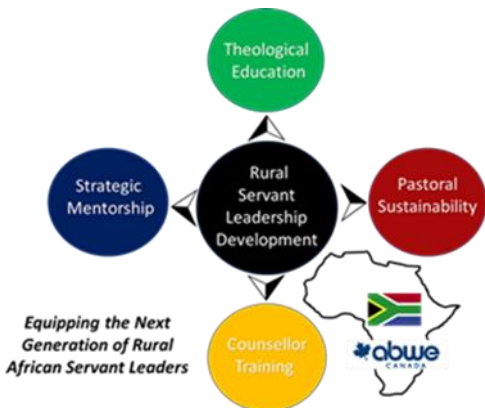 Theological
Education
Strategic
Mentorship
Rural
Servant
Leadership
Development
Pastoral
Sustainability
Equipping the Next
Generation of Rural
African Servant Leaders
Counsellor
Training
abwe
CANADA